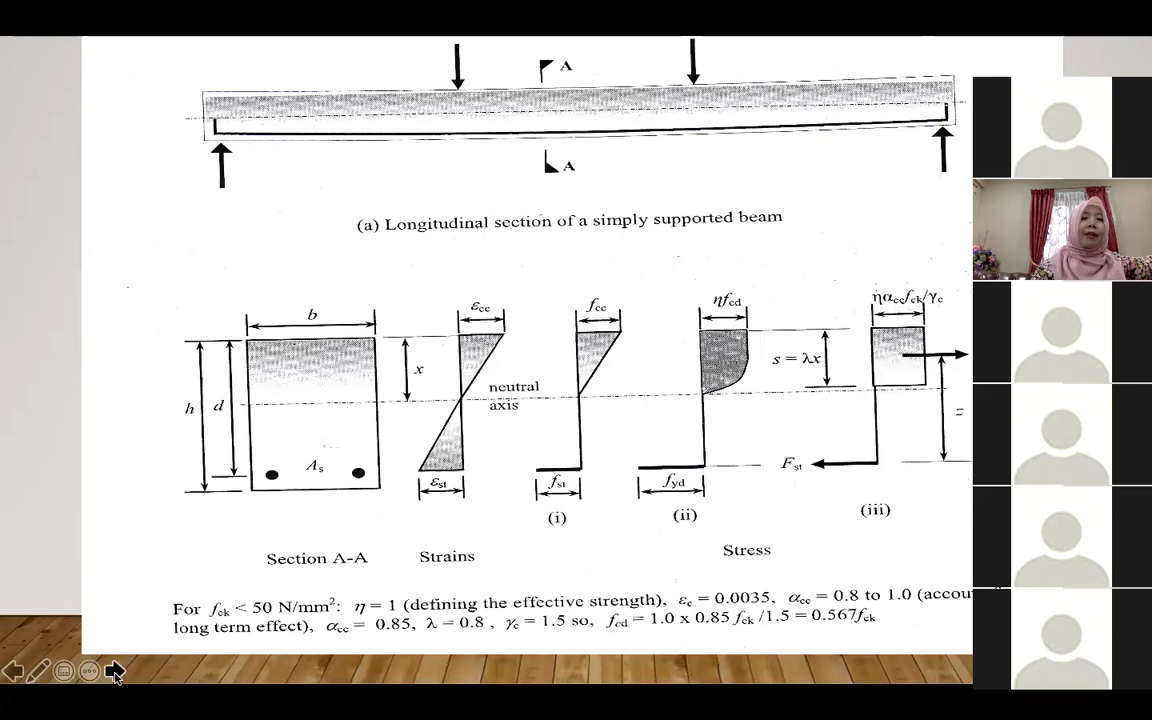 A
A
(a) Longitudinal section of a simply supported beam
b
εcc
fcc
ηfcd
ηαccfck/γc
x
s = λx
neutral
axis
h
d
As
Fst
εst
fst
fyd
(i)
(ii)
(iii)
Section A-A
Strains
Stress
For fck < 50 N/mm²: η = 1 (defining the effective strength), εc = 0.0035, αcc = 0.8 to 1.0 (accou
long term effect), αcc = 0.85, λ = 0.8 , γc = 1.5 so, fcd = 1.0 x 0.85 fck /1.5 = 0.567fck